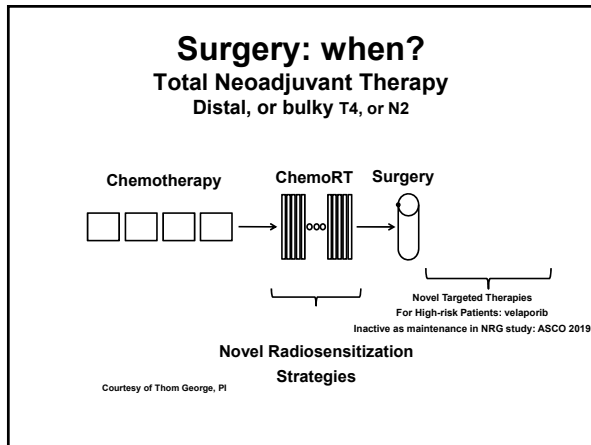 Surgery: when?
Total Neoadjuvant Therapy
Distal, or bulky T4, or N2
Chemotherapy
ChemoRT
Surgery
Novel Targeted Therapies
For High-risk Patients: velaporib
Inactive as maintenance in NRG study: ASCO 2019
Novel Radiosensitization
Strategies
Courtesy of Thom George, PI